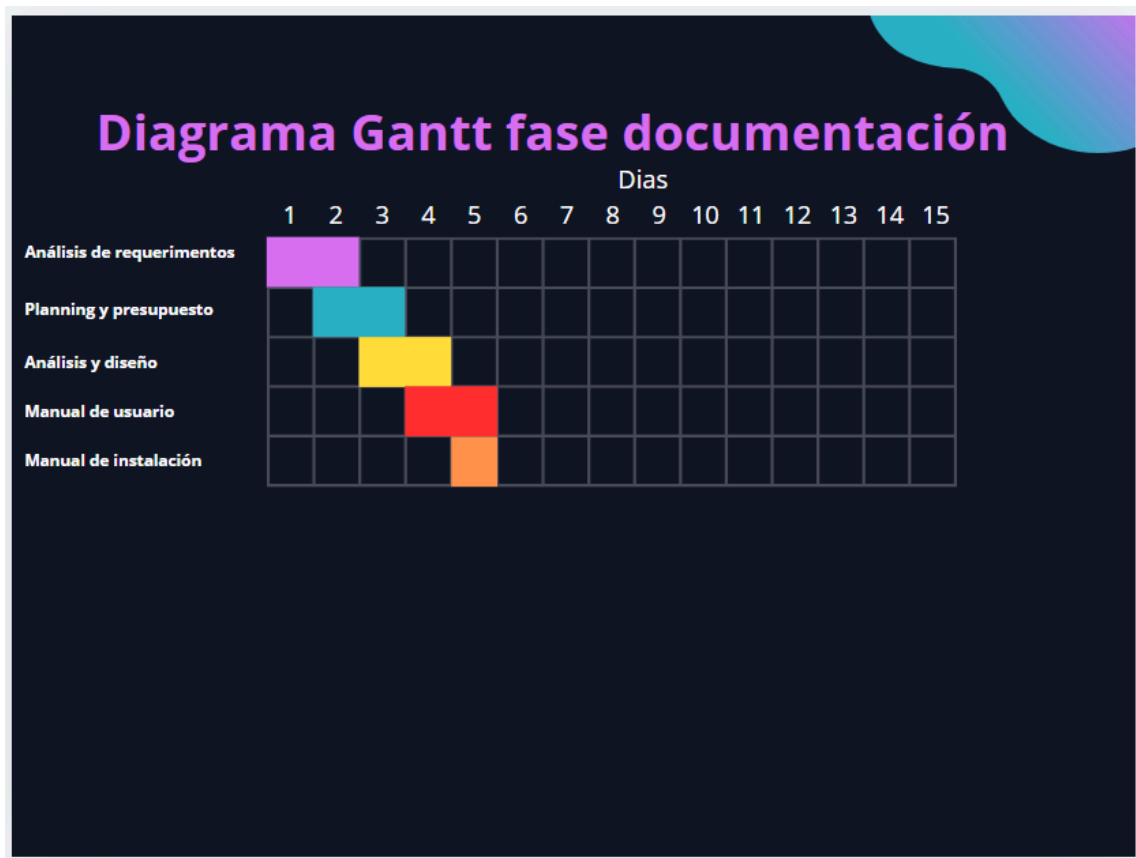 Diagrama Gantt fase documentación
Dias
1 2 3 4 5 6 7 8 9 10 11 12 13 14 15
Análisis de requerimentos
Planning y presupuesto
Análisis y diseño
Manual de usuario
Manual de instalación